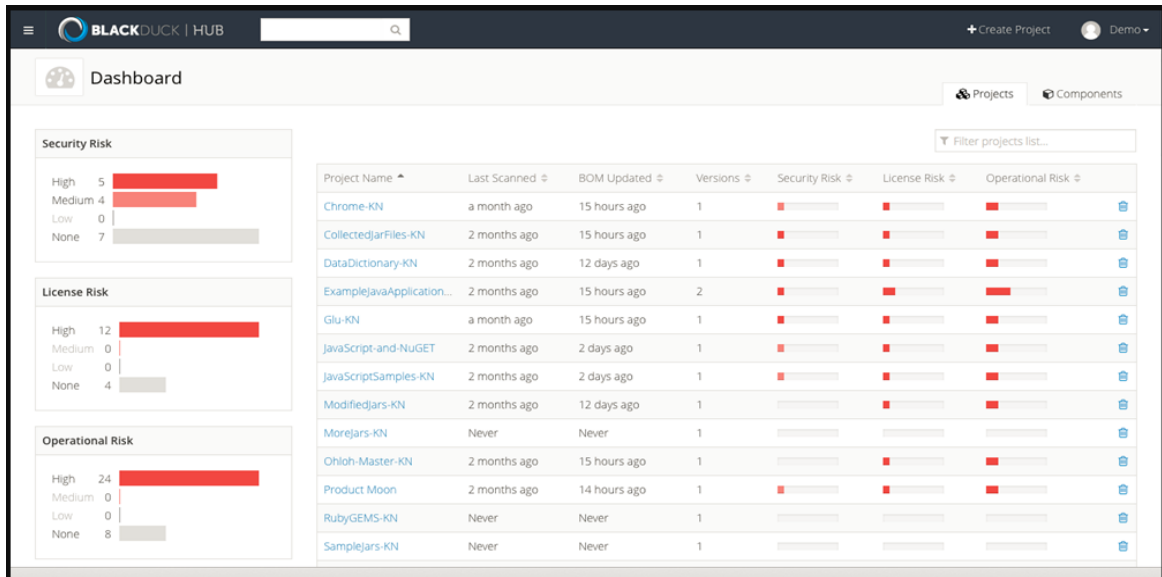 BLACKDUCK | HUB
+ Create Project
Demo
Dashboard
Projects
Components
Security Risk
High 5
Medium 4
Low 0
None 7
License Risk
High 12
Medium 0
Low 0
None 4
Operational Risk
High 24
Medium 0
Low 0
None 8
Filter projects list...
Project Name Last Scanned BOM Updated Versions Security Risk License Risk Operational Risk
Chrome-KN a month ago 15 hours ago 1
CollectedJarFiles-KN 2 months ago 15 hours ago 1
DataDictionary-KN 2 months ago 12 days ago 1
ExampleJavaApplication... 2 months ago 15 hours ago 2
Glu-KN a month ago 15 hours ago 1
JavaScript-and-NuGET 2 months ago 2 days ago 1
JavaScriptSamples-KN 2 months ago 2 days ago 1
ModifiedJars-KN 2 months ago 12 days ago 1
MoreJars-KN Never Never 1
Ohloh-Master-KN 2 months ago 15 hours ago 1
Product Moon 2 months ago 14 hours ago 1
RubyGEMS-KN Never Never 1
SampleJars-KN Never Never 1